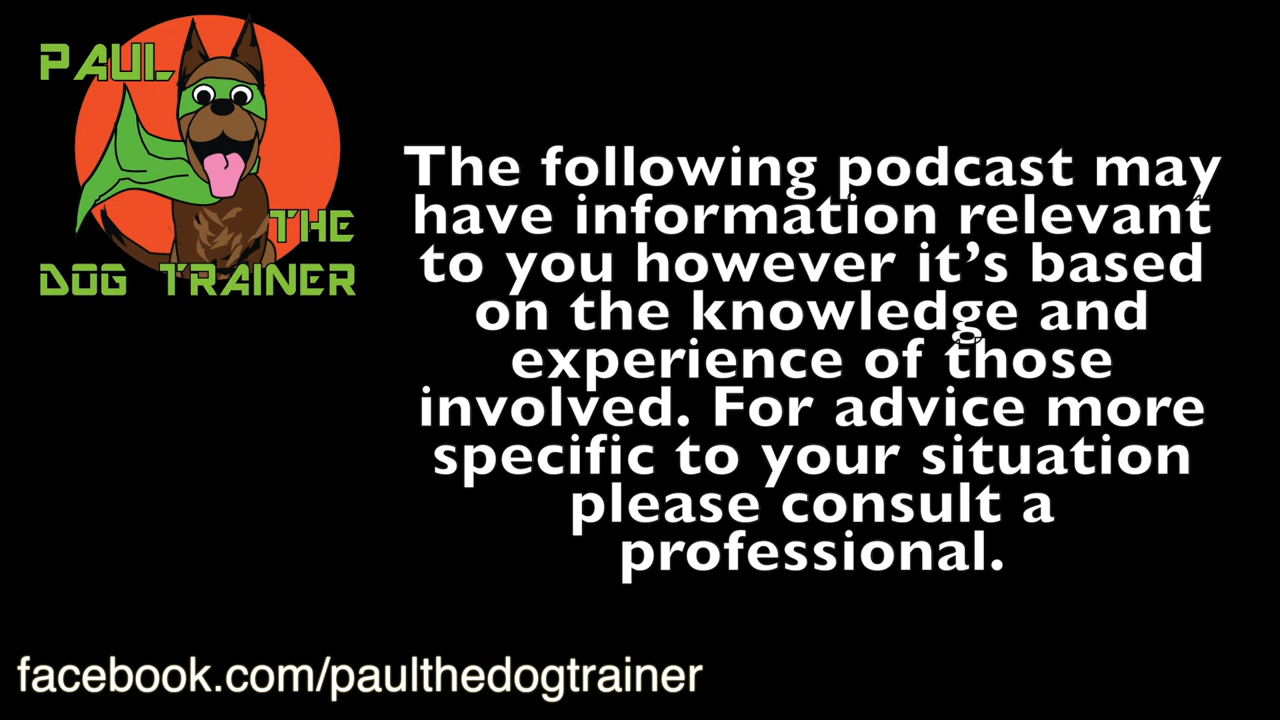 PAUL
THE
DOG TRAINER
The following podcast may
have information relevant
to you however it’s based
on the knowledge and
experience of those
involved. For advice more
specific to your situation
please consult a
professional.
facebook.com/paulthedogtrainer